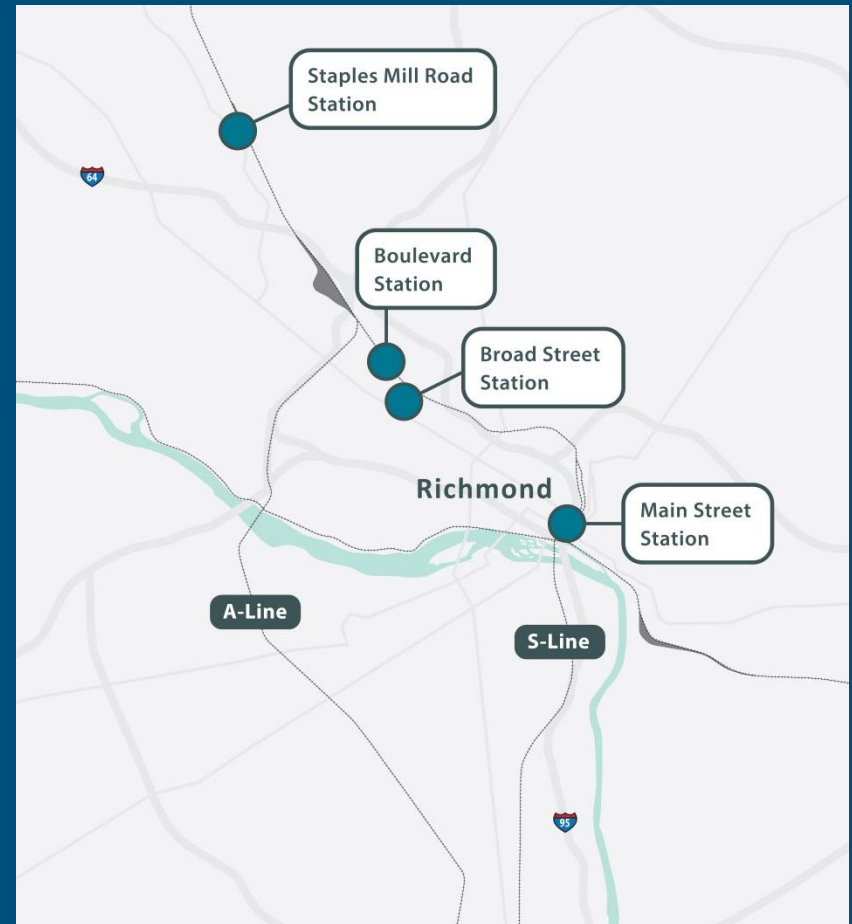 Staples Mill Road
Station
64
Boulevard
Station
Broad Street
Station
Richmond
Main Street
Station
A-Line
S-Line
95